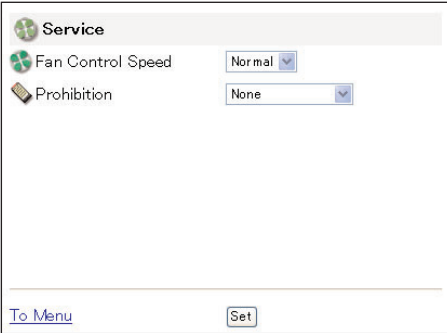 Service
Fan Control Speed Normal
Prohibition None
To Menu Set